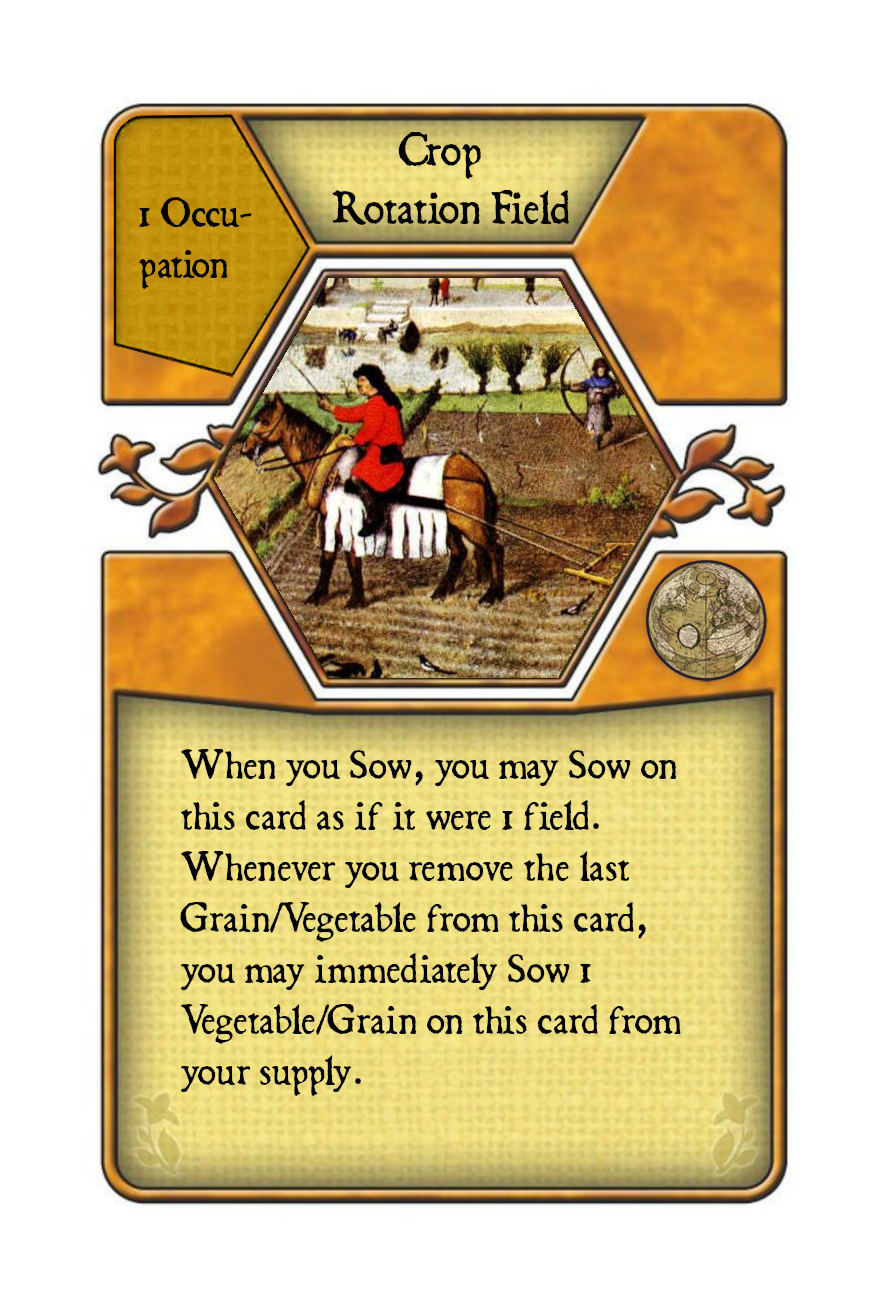 Crop
Rotation Field
1 Occu-
pation
When you Sow, you may Sow on
this card as if it were 1 field.
Whenever you remove the last
Grain/Vegetable from this card,
you may immediately Sow 1
Vegetable/Grain on this card from
your supply.